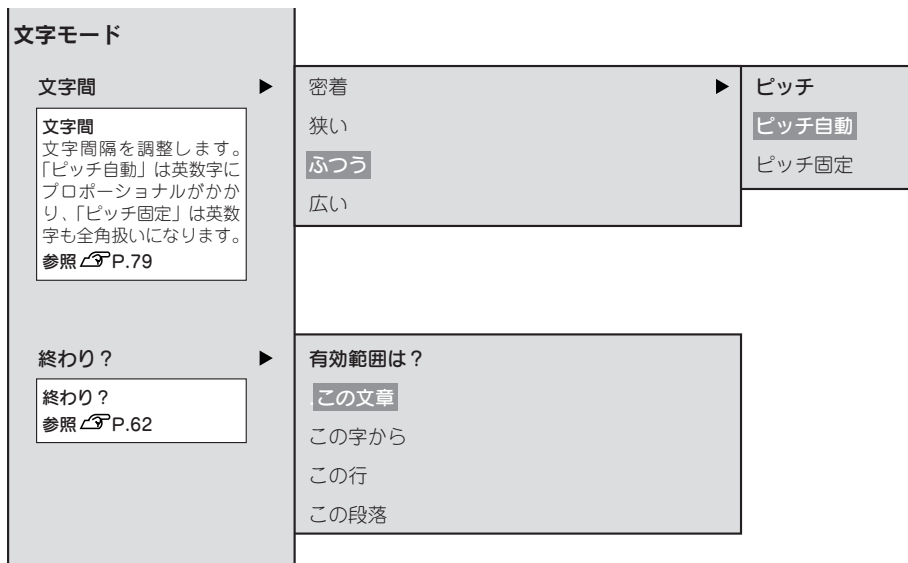 文字モード
文字間 ▶
文字間
文字間隔を調整します。
「ピッチ自動」は英数字に
プロポーショナルがかか
り、「ピッチ固定」は英数
字も全角扱いになります。
参照 P.79
密着 ▶
狭い
ふつう
広い
ピッチ
ピッチ自動
ピッチ固定
終わり？ ▶
終わり？
参照 P.62
有効範囲は？
この文章
この字から
この行
この段落